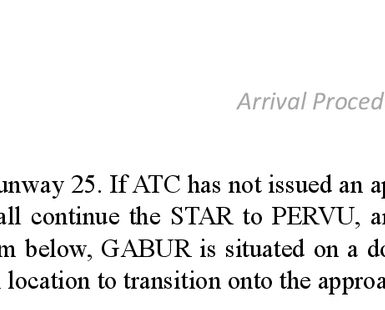 Arrival Proced
unway 25. If ATC has not issued an ap
all continue the STAR to PERVU, a
m below, GABUR is situated on a do
location to transition onto the approa